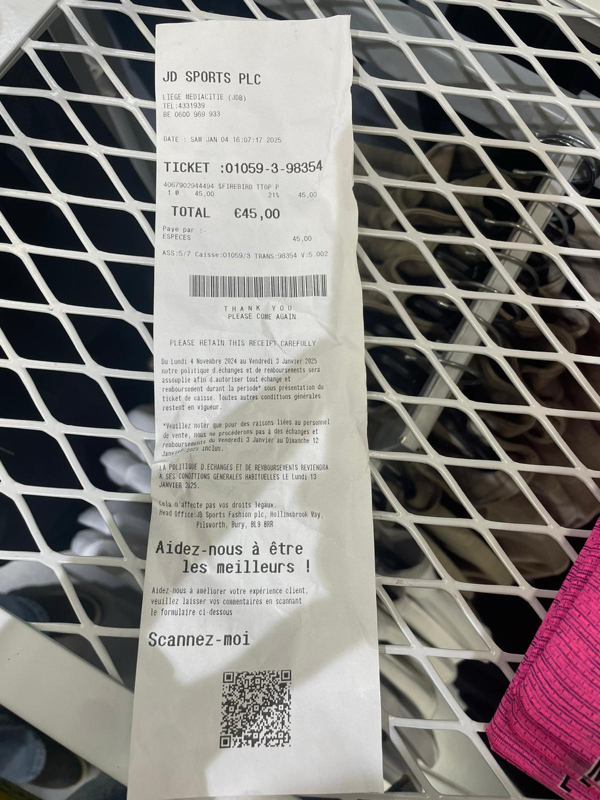 JD SPORTS PLC
LIEGE MEDIACITIE (JDB)
TEL:4331939
BE 0600 969 933
DATE : SAM JAN 04 16:07:17 2025
TICKET :01059-3-98354
4067902944494 $FIREBIRD TTOP P
1 @ 45,00 21% 45,00
TOTAL €45,00
Paye par :-
ESPECES 45,00
ASS:5/7 Caisse:01059/3 TRANS:98354 V:5.002
THANK YOU
PLEASE COME AGAIN
PLEASE RETAIN THIS RECEIPT CAREFULLY
Du Lundi 4 Novembre 2024 au Vendredi 3 Janvier 2025
notre politique d.échanges et de remboursements sera
assouplie afin d.autoriser tout échange et
remboursement durant la période* sous présentation du
ticket de caisse. Toutes autres conditions générales
restent en vigueur.
*Veuillez noter que pour des raisons liées au personnel
de vente, nous ne procéderons pas à des échanges et
remboursements du Vendredi 3 Janvier au Dimanche 12
Janvier 2025 inclus.
LA POLITIQUE D.ECHANGES ET DE REMBOURSEMENTS REVIENDRA
A SES CONDITIONS GENERALES HABITUELLES LE Lundi 13
JANVIER 2025.
Cela n'affecte pas vos droits légaux.
Head Office:JD Sports Fashion plc, Hollinsbrook Way,
Pilsworth, Bury, BL9 8RR
Aidez-nous à être
les meilleurs !
Aidez-nous à améliorer votre expérience client,
veuillez laisser vos commentaires en scannant
le formulaire ci-dessous
Scannez-moi